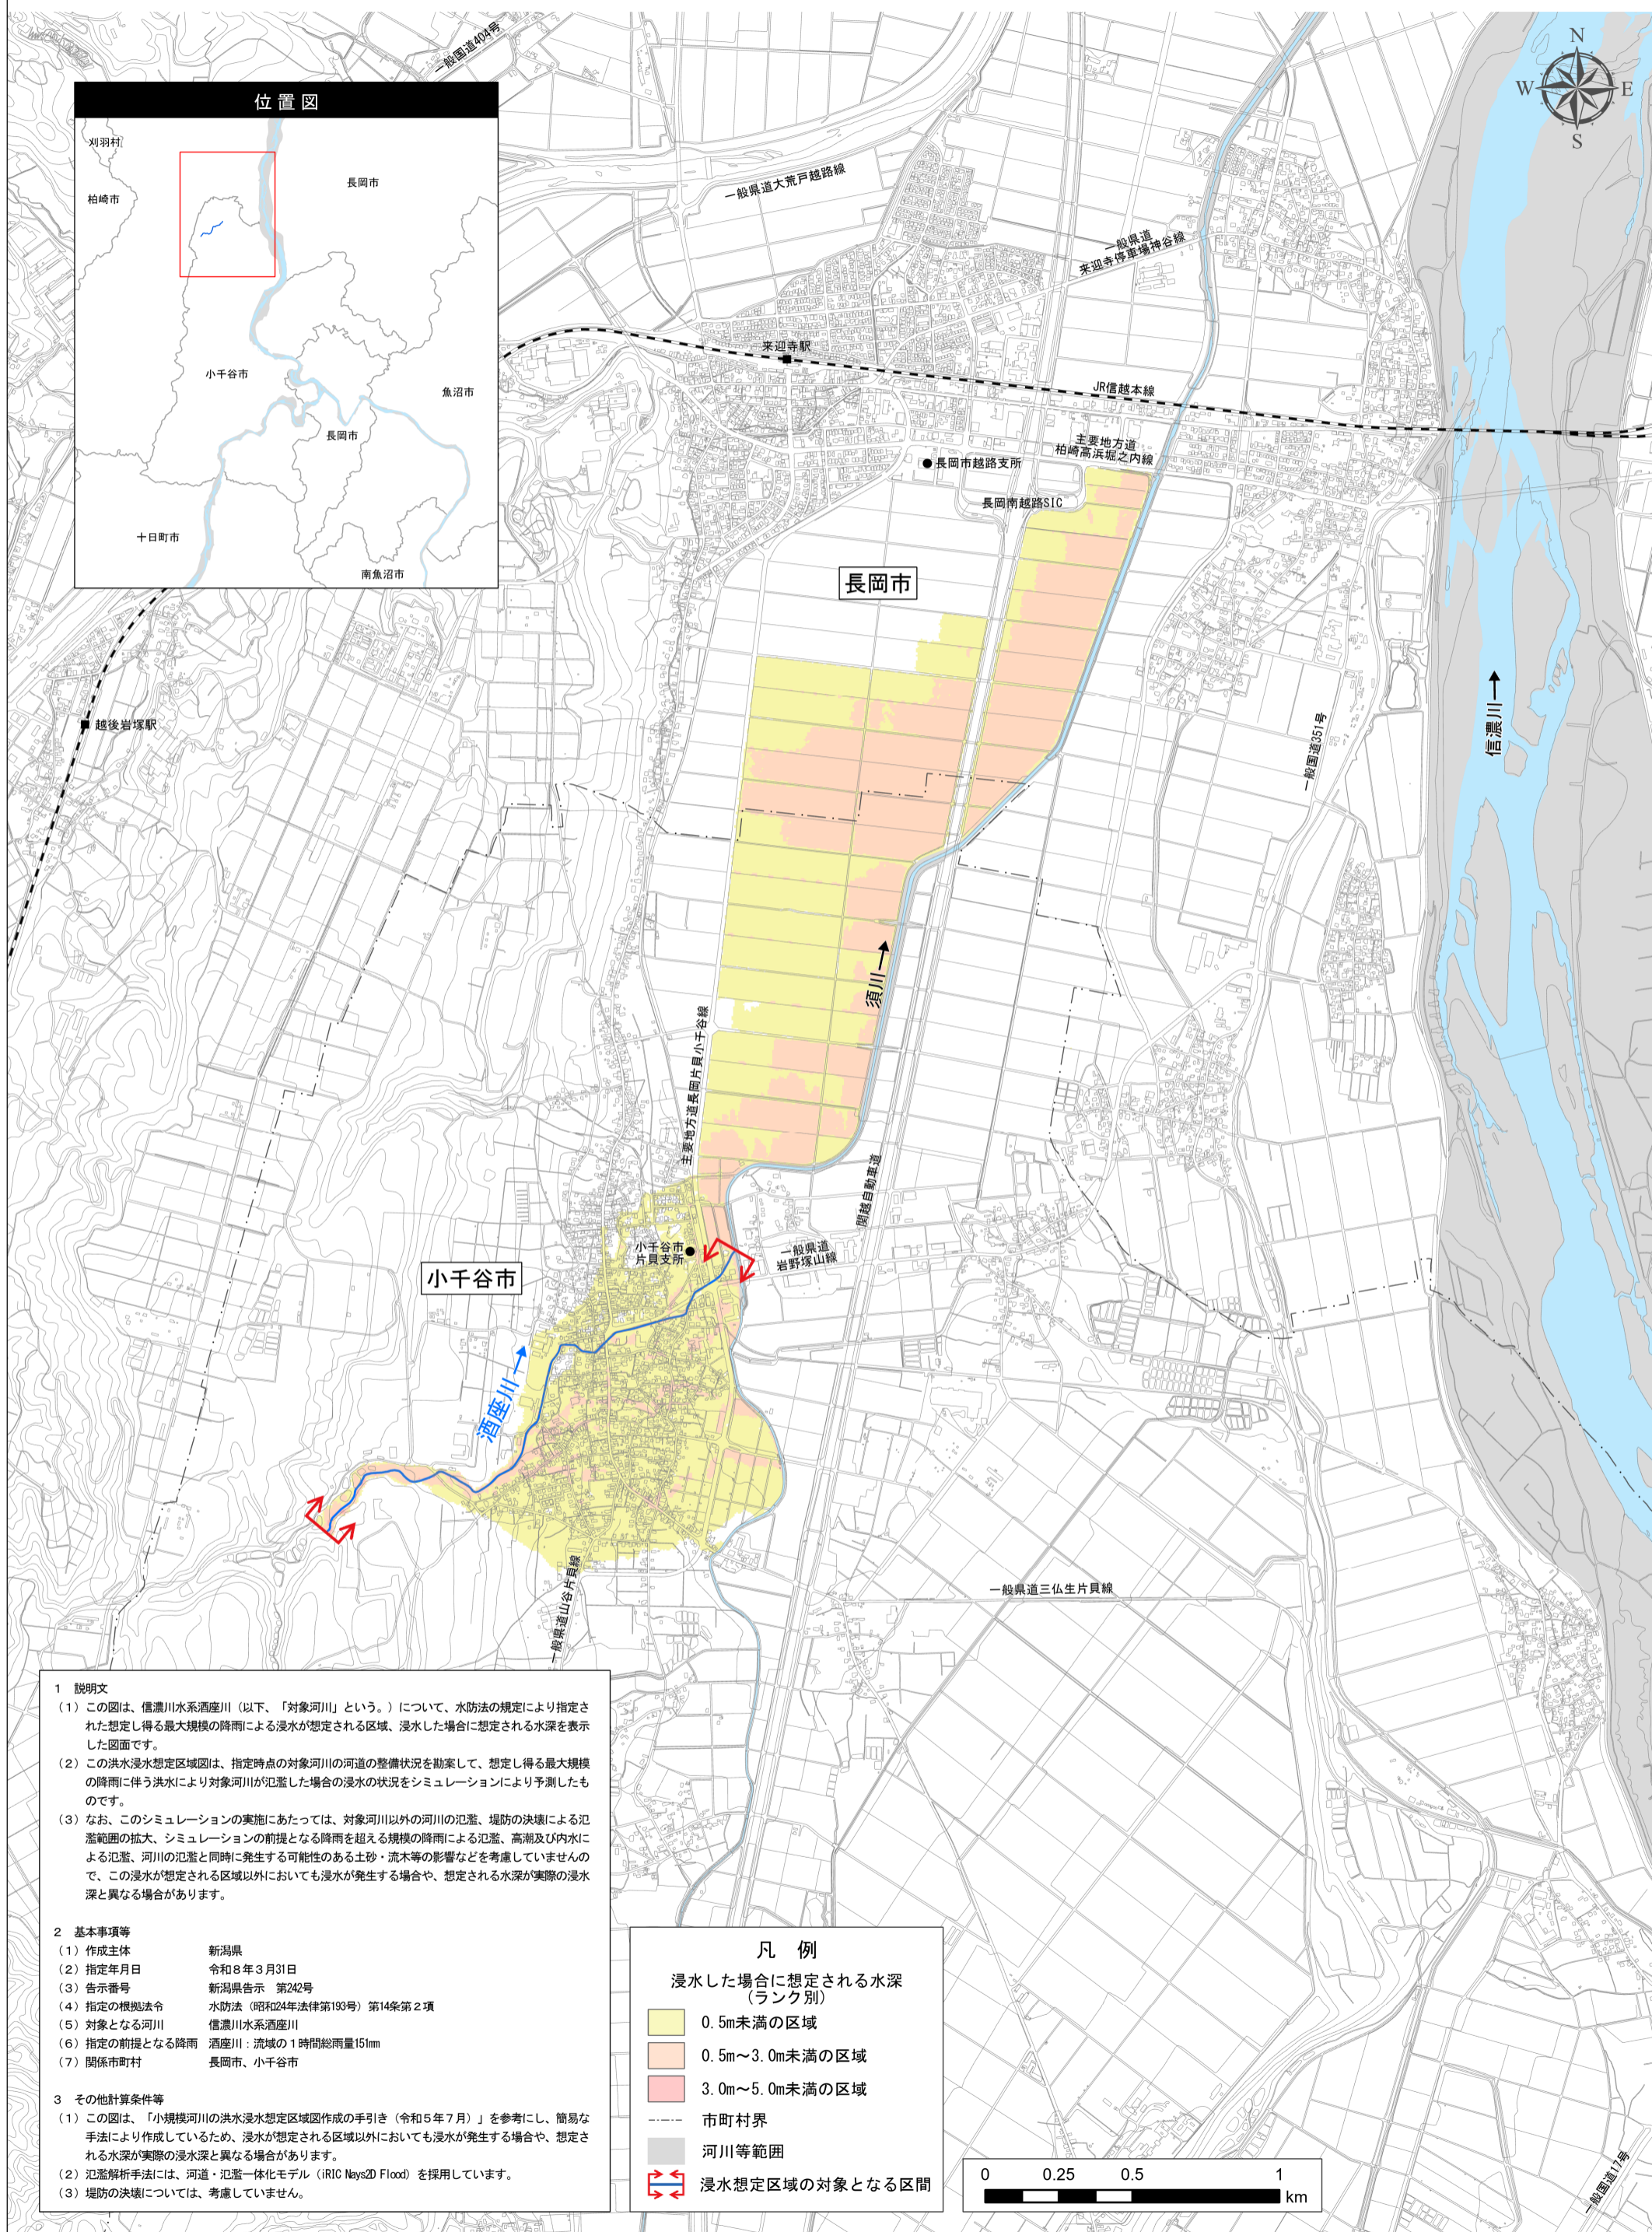 一般国道404号
N
W
E
S
位置図
刈羽村
柏崎市
長岡市
小千谷市
魚沼市
長岡市
十日町市
南魚沼市
一般県道大荒戸越路線
一般県道
来迎寺停車場神谷線
来迎寺駅
JR信越本線
主要地方道
柏崎高浜堀之内線
長岡市越路支所
長岡南越路SIC
長岡市
越後岩塚駅
信濃川
一般国道351号
須川
主要地方道長岡片貝小千谷線
関越自動車道
小千谷市
片貝支所
一般県道
岩野塚山線
小千谷市
酒座川
一般県道山谷片貝線
一般県道三仏生片貝線
一般国道17号
1 説明文
(1)この図は、信濃川水系酒座川(以下、「対象河川」という。)について、水防法の規定により指定さ
れた想定し得る最大規模の降雨による浸水が想定される区域、浸水した場合に想定される水深を表示
した図面です。
(2)この洪水浸水想定区域図は、指定時点の対象河川の河道の整備状況を勘案して、想定し得る最大規模
の降雨に伴う洪水により対象河川が氾濫した場合の浸水の状況をシミュレーションにより予測したも
のです。
(3)なお、このシミュレーションの実施にあたっては、対象河川以外の河川の氾濫、堤防の決壊による氾
濫範囲の拡大、シミュレーションの前提となる降雨を超える規模の降雨による氾濫、高潮及び内水に
よる氾濫、河川の氾濫と同時に発生する可能性のある土砂・流木等の影響などを考慮していませんの
で、この浸水が想定される区域以外においても浸水が発生する場合や、想定される水深が実際の浸水
深と異なる場合があります。
2 基本事項等
(1)作成主体 新潟県
(2)指定年月日 令和8年3月31日
(3)告示番号 新潟県告示 第242号
(4)指定の根拠法令 水防法(昭和24年法律第193号)第14条第2項
(5)対象となる河川 信濃川水系酒座川
(6)指定の前提となる降雨 酒座川:流域の1時間総雨量151mm
(7)関係市町村 長岡市、小千谷市
3 その他計算条件等
(1)この図は、「小規模河川の洪水浸水想定区域図作成の手引き(令和5年7月)」を参考にし、簡易な
手法により作成しているため、浸水が想定される区域以外においても浸水が発生する場合や、想定さ
れる水深が実際の浸水深と異なる場合があります。
(2)氾濫解析手法には、河道・氾濫一体化モデル(iRIC Nays2D Flood)を採用しています。
(3)堤防の決壊については、考慮していません。
凡 例
浸水した場合に想定される水深
(ランク別)
0.5m未満の区域
0.5m〜3.0m未満の区域
3.0m〜5.0m未満の区域
市町村界
河川等範囲
浸水想定区域の対象となる区間
0 0.25 0.5 1
km